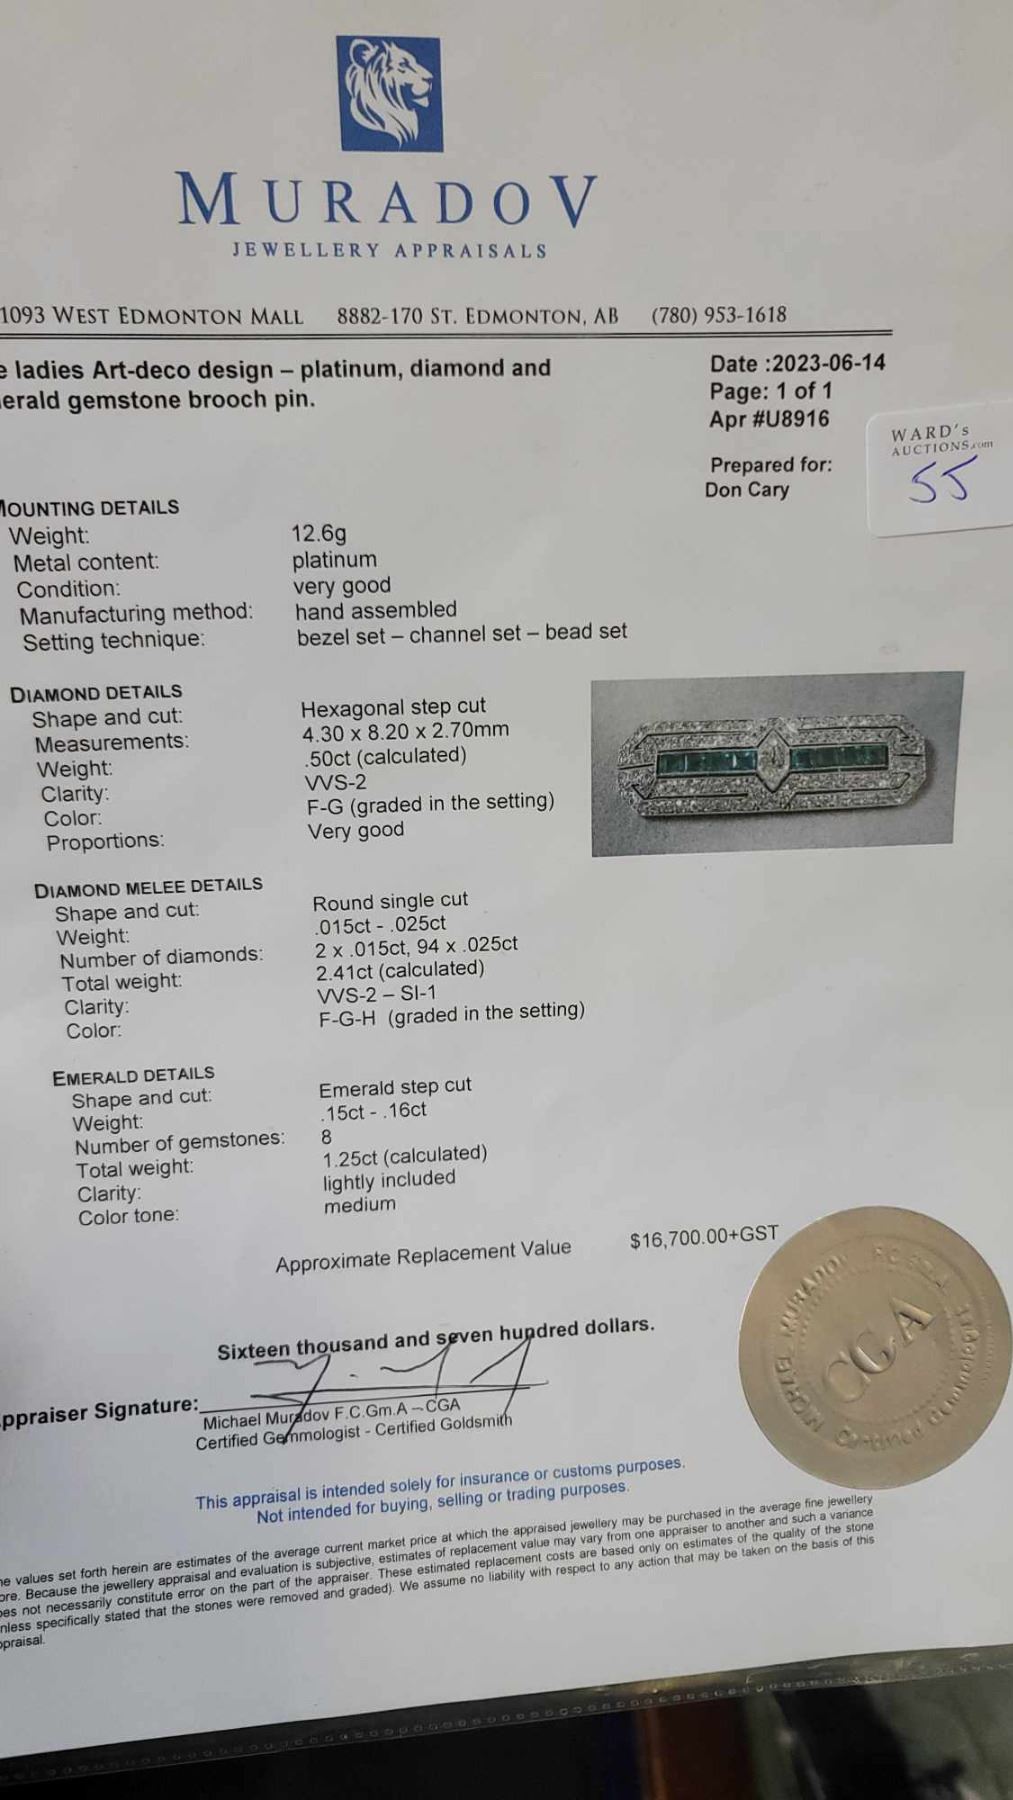 MURADOV
JEWELLERY APPRAISALS
1093 WEST EDMONTON MALL 8882-170 ST. EDMONTON, AB (780) 953-1618
e ladies Art-deco design – platinum, diamond and
erald gemstone brooch pin.
Date :2023-06-14
Page: 1 of 1
Apr #U8916
Prepared for:
Don Cary
WARD's
AUCTIONS.com
55
MOUNTING DETAILS
Weight: 12.6g
Metal content: platinum
Condition: very good
Manufacturing method: hand assembled
Setting technique: bezel set – channel set – bead set
DIAMOND DETAILS
Shape and cut: Hexagonal step cut
Measurements: 4.30 x 8.20 x 2.70mm
Weight: .50ct (calculated)
Clarity: VVS-2
Color: F-G (graded in the setting)
Proportions: Very good
DIAMOND MELEE DETAILS
Shape and cut: Round single cut
Weight: .015ct - .025ct
Number of diamonds: 2 x .015ct, 94 x .025ct
Total weight: 2.41ct (calculated)
Clarity: VVS-2 – SI-1
Color: F-G-H (graded in the setting)
EMERALD DETAILS
Shape and cut: Emerald step cut
Weight: .15ct - .16ct
Number of gemstones: 8
Total weight: 1.25ct (calculated)
Clarity: lightly included
Color tone: medium
Approximate Replacement Value $16,700.00+GST
Sixteen thousand and seven hundred dollars.
ppraiser Signature:
Michael Muradov F.C.Gm.A – CGA
Certified Gemmologist - Certified Goldsmith
MICHAEL MURADOV F.C.Gm.A
CGA
Certified Gemmologist
This appraisal is intended solely for insurance or customs purposes.
Not intended for buying, selling or trading purposes.
he values set forth herein are estimates of the average current market price at which the appraised jewellery may be purchased in the average fine jewellery
ore. Because the jewellery appraisal and evaluation is subjective, estimates of replacement value may vary from one appraiser to another and such a variance
oes not necessarily constitute error on the part of the appraiser. These estimated replacement costs are based only on estimates of the quality of the stone
nless specifically stated that the stones were removed and graded). We assume no liability with respect to any action that may be taken on the basis of this
ppraisal.